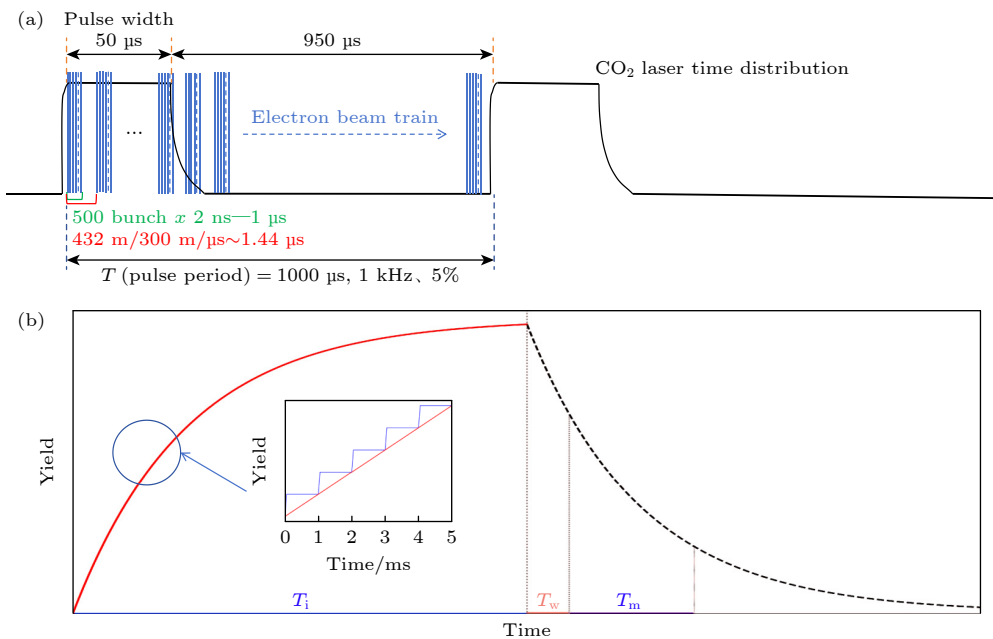 (a)
Pulse width
50 µs
950 µs
CO₂ laser time distribution
Electron beam train
...
500 bunch x 2 ns—1 µs
432 m/300 m/µs~1.44 µs
T (pulse period) = 1000 µs, 1 kHz、5%
(b)
Yield
Yield
0 1 2 3 4 5
Time/ms
Tᵢ
T_w
Tₘ
Time